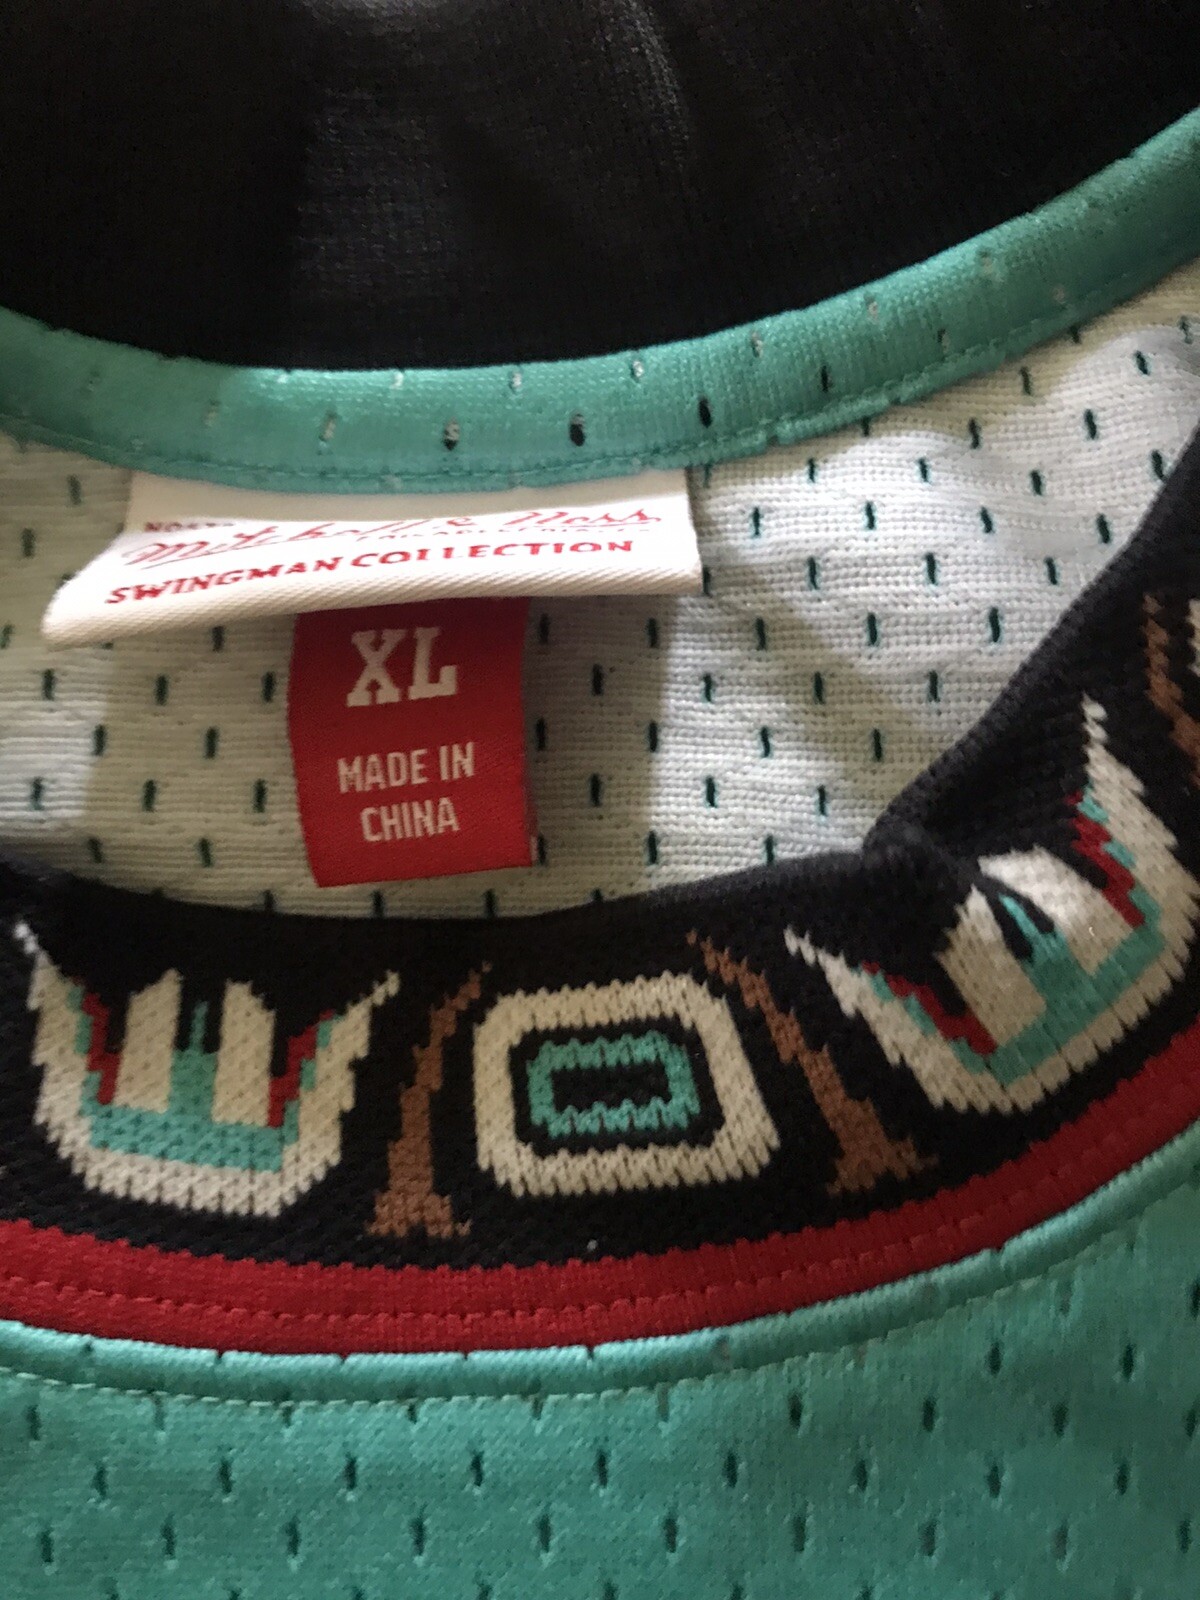 Mitchell & Ness
SWINGMAN COLLECTION
XL
MADE IN
CHINA